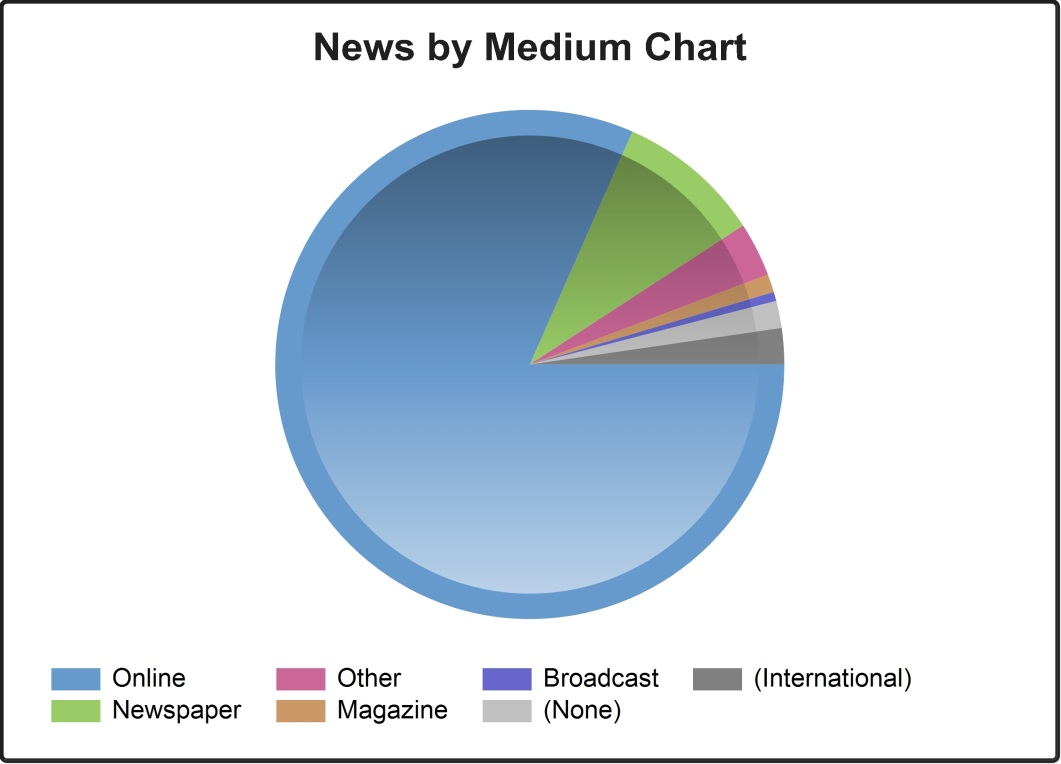 News by Medium Chart
Online
Other
Broadcast
(International)
Newspaper
Magazine
(None)